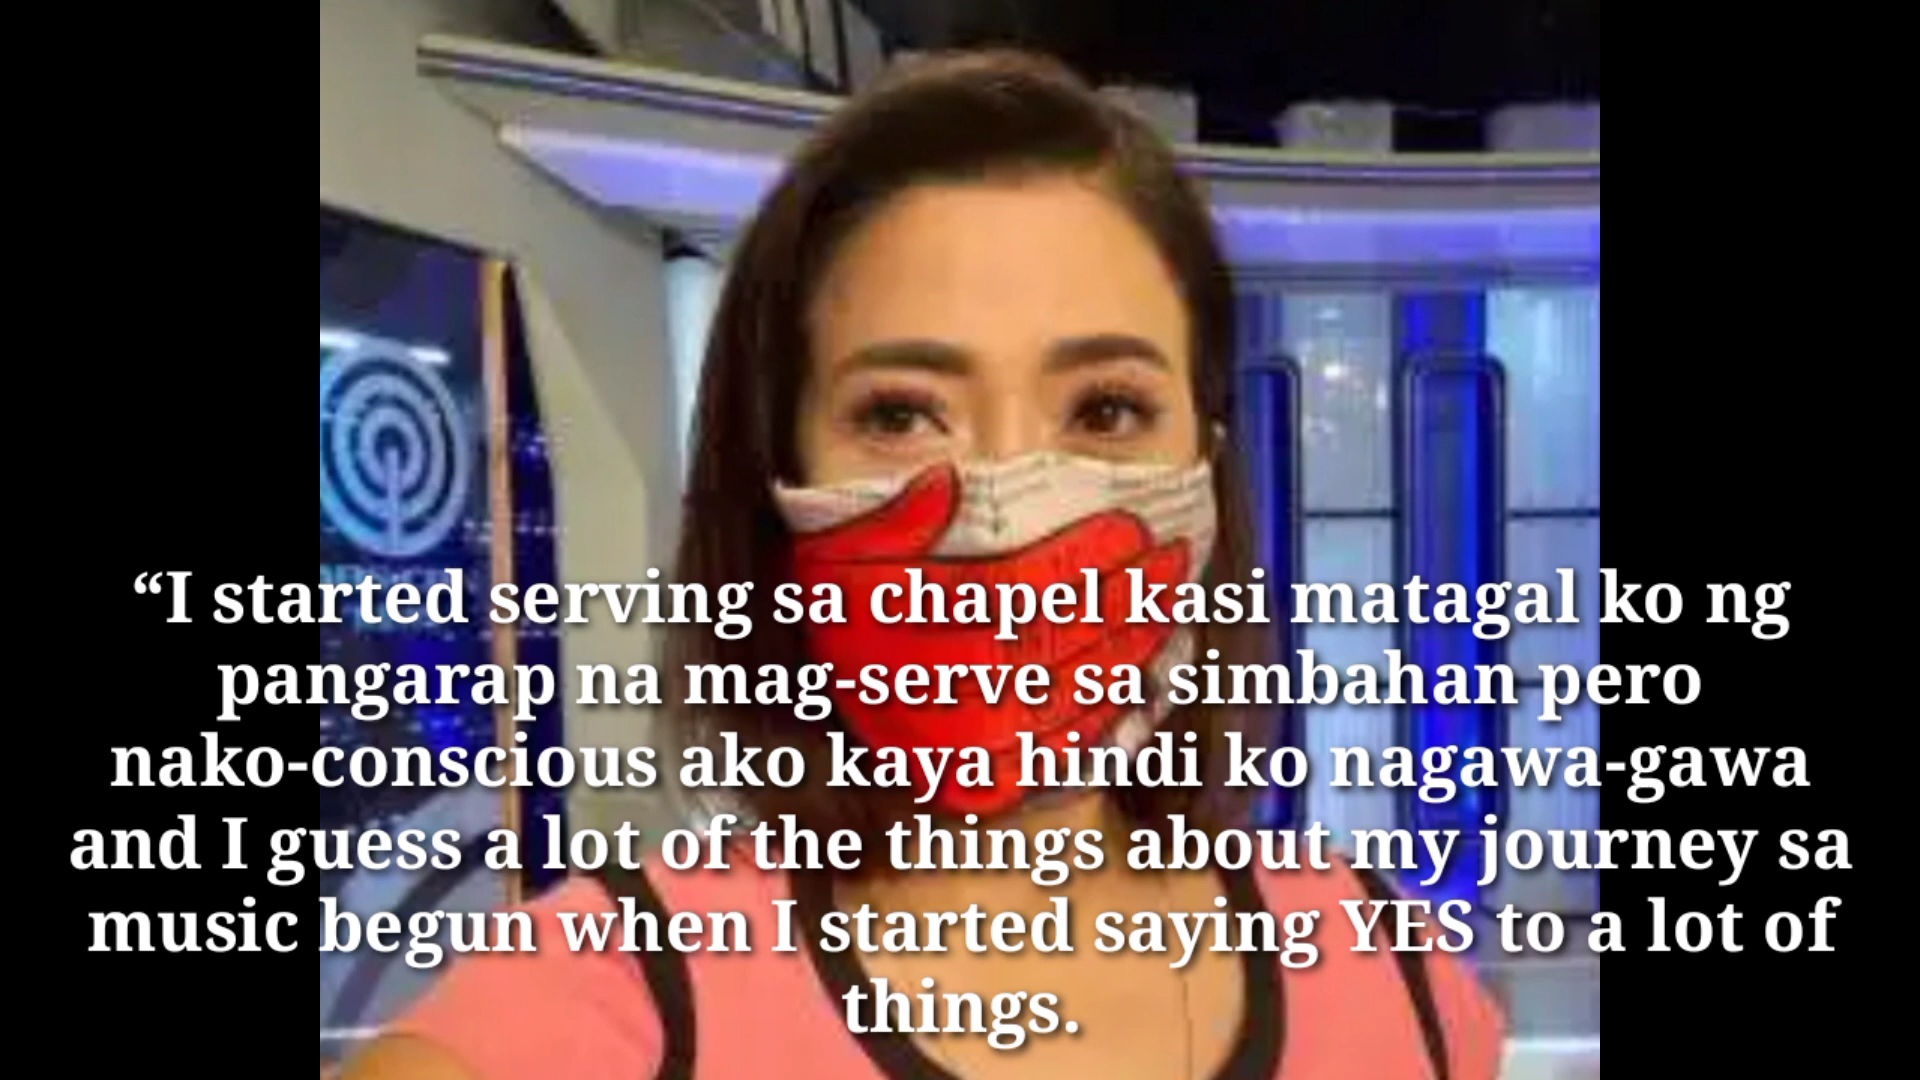 “I started serving sa chapel kasi matagal ko ng
pangarap na mag-serve sa simbahan pero
nako-conscious ako kaya hindi ko nagawa-gawa
and I guess a lot of the things about my journey sa
music begun when I started saying YES to a lot of
things.